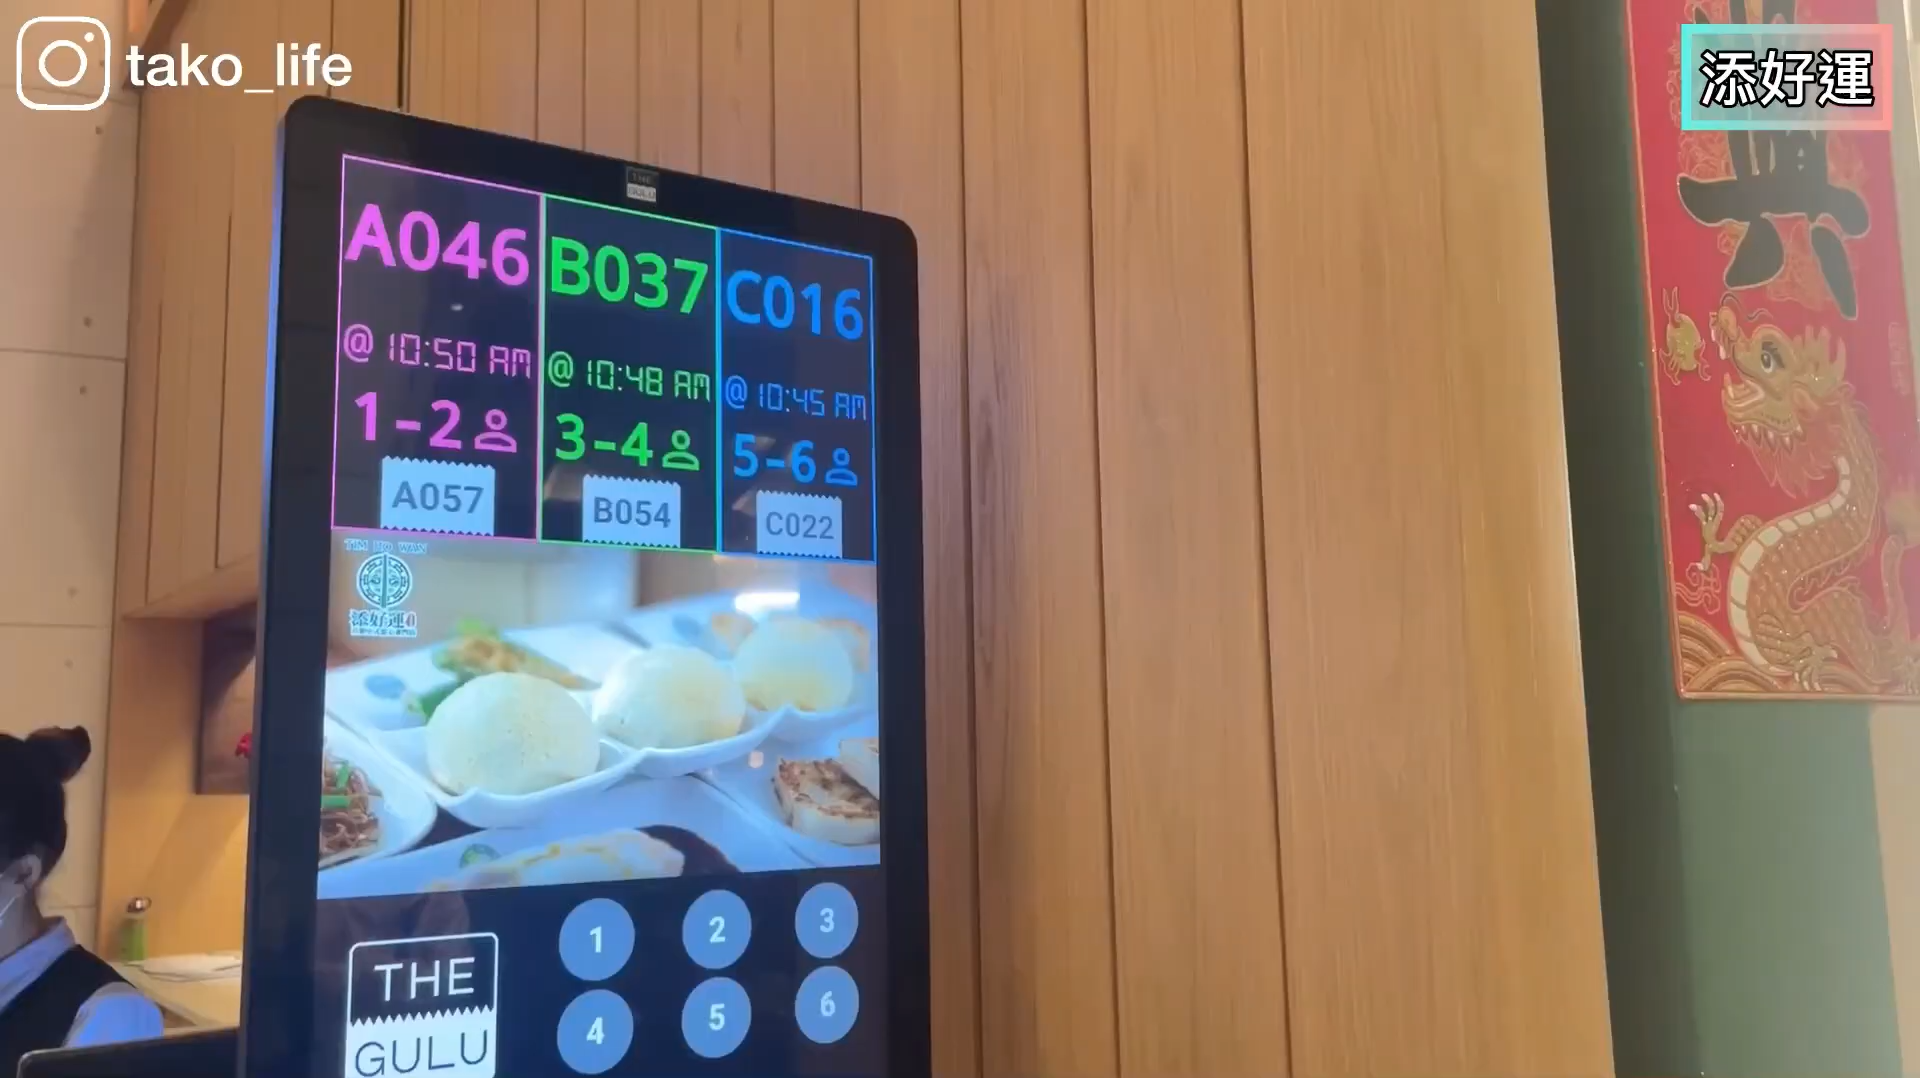 tako_life
添好運
THE
GULU
A046
@ 10:50 AM
1-2
A057
B037
@ 10:48 AM
3-4
B054
C016
@ 10:45 AM
5-6
C022
TIM HO WAN
添好運
1
2
3
4
5
6
THE
GULU